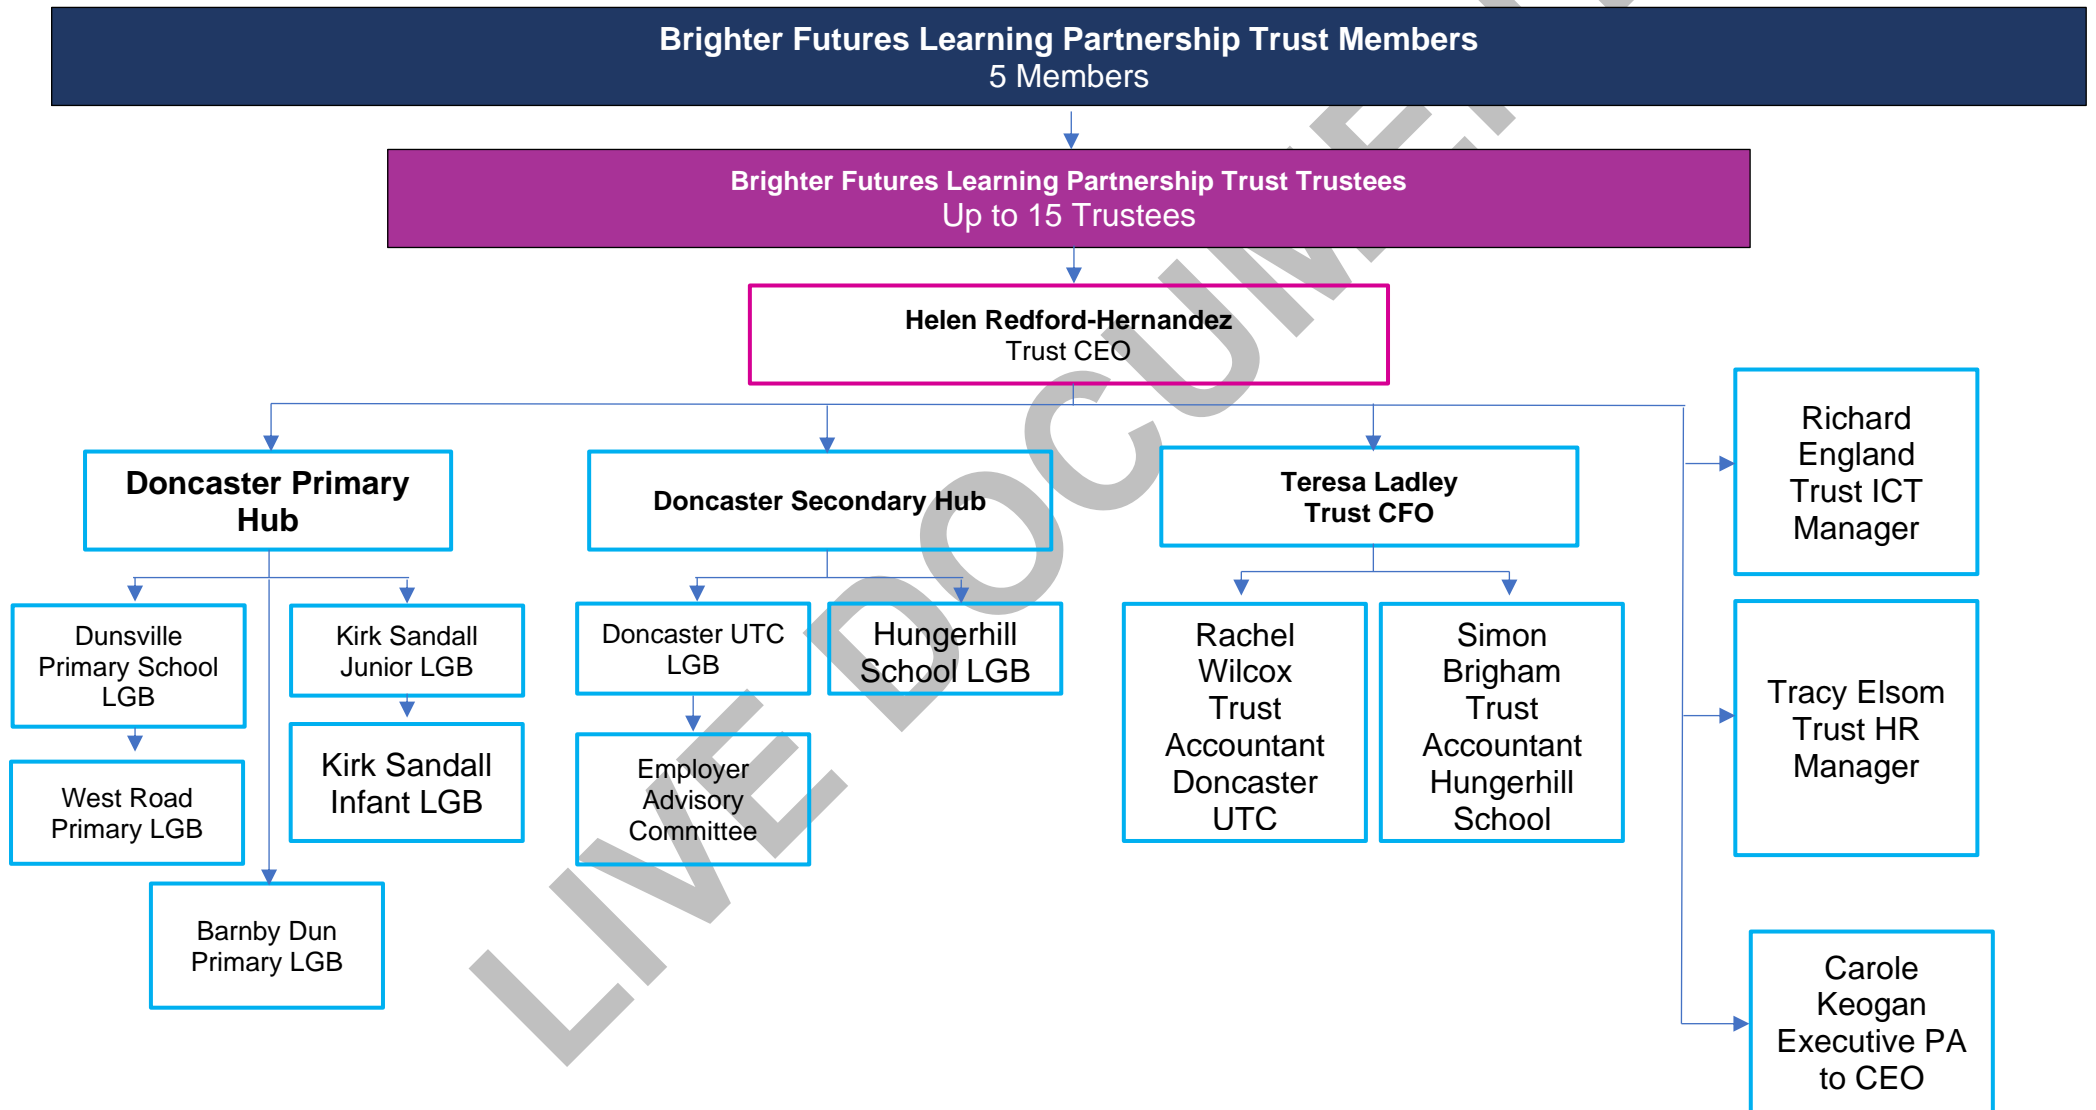 Brighter Futures Learning Partnership Trust Members
5 Members
Brighter Futures Learning Partnership Trust Trustees
Up to 15 Trustees
Helen Redford-Hernandez
Trust CEO
Doncaster Primary
Hub
Doncaster Secondary Hub
Teresa Ladley
Trust CFO
Richard
England
Trust ICT
Manager
Dunsville
Primary School
LGB
Kirk Sandall
Junior LGB
Doncaster UTC
LGB
Hungerhill
School LGB
Rachel
Wilcox
Trust
Accountant
Doncaster
UTC
Simon
Brigham
Trust
Accountant
Hungerhill
School
Tracy Elsom
Trust HR
Manager
West Road
Primary LGB
Kirk Sandall
Infant LGB
Employer
Advisory
Committee
Barnby Dun
Primary LGB
Carole
Keogan
Executive PA
to CEO
LIVE